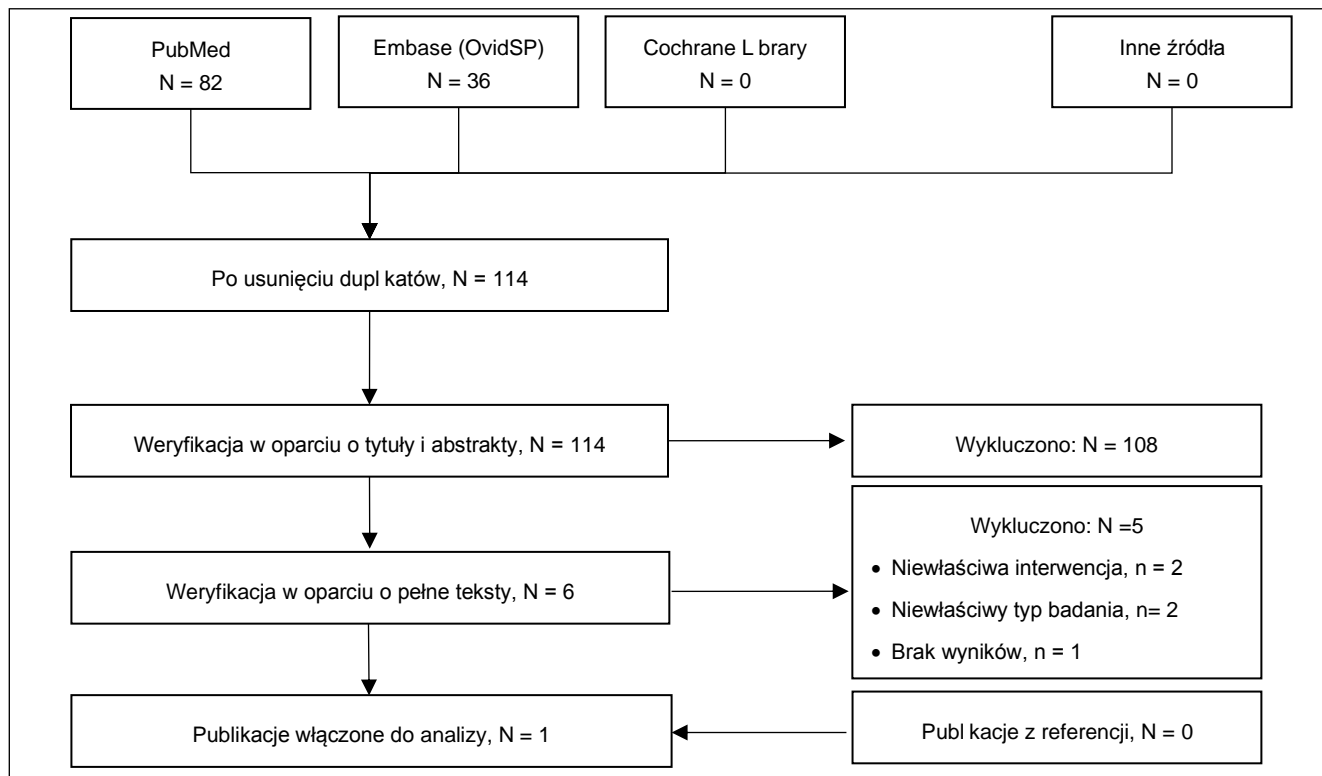 PubMed
N = 82
Embase (OvidSP)
N = 36
Cochrane L brary
N = 0
Inne źródła
N = 0
Po usunięciu dupl katów, N = 114
Weryfikacja w oparciu o tytuły i abstrakty, N = 114
Wykluczono: N = 108
Weryfikacja w oparciu o pełne teksty, N = 6
Wykluczono: N =5
• Niewłaściwa interwencja, n = 2
• Niewłaściwy typ badania, n= 2
• Brak wyników, n = 1
Publikacje włączone do analizy, N = 1
Publ kacje z referencji, N = 0